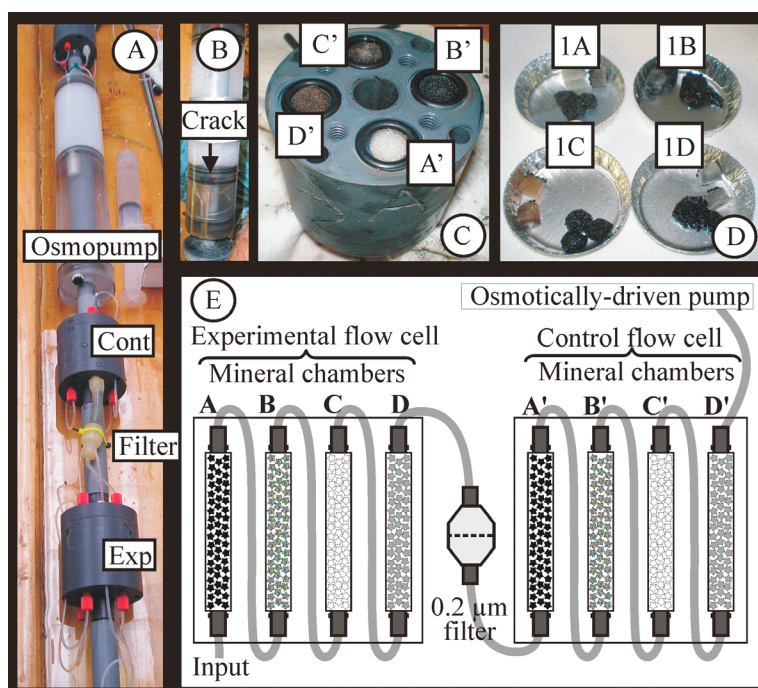 A
Osmopump
Cont
Filter
Exp
B
Crack
C'
B'
D'
A'
C
1A
1B
1C
1D
D
E
Osmotically-driven pump
Experimental flow cell
Mineral chambers
A B C D
Control flow cell
Mineral chambers
A' B' C' D'
0.2 µm
filter
Input